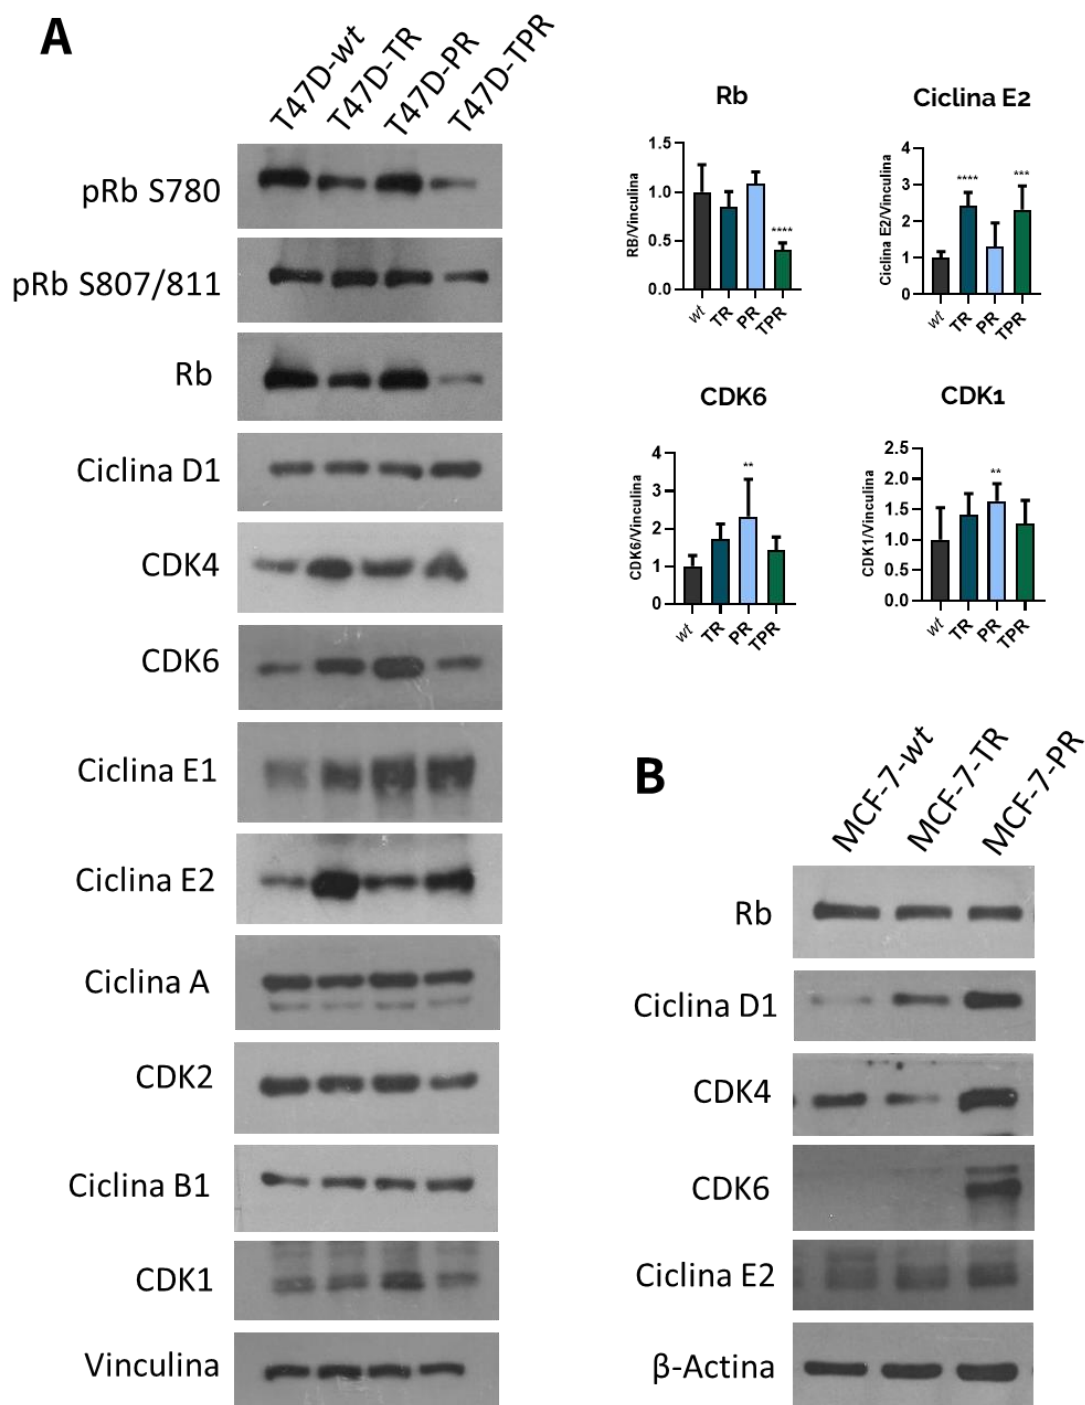 A
T47D-wt
T47D-TR
T47D-PR
T47D-TPR
pRb S780
pRb S807/811
Rb
Ciclina D1
CDK4
CDK6
Ciclina E1
Ciclina E2
Ciclina A
CDK2
Ciclina B1
CDK1
Vinculina
Rb
RB/Vinculina
1.5
1.0
0.5
0.0
****
wt
TR
PR
TPR
Ciclina E2
Ciclina E2/Vinculina
4
3
2
1
0
****
***
wt
TR
PR
TPR
CDK6
CDK6/Vinculina
4
3
2
1
0
**
wt
TR
PR
TPR
CDK1
CDK1/Vinculina
2.5
2.0
1.5
1.0
0.5
0.0
**
wt
TR
PR
TPR
B
MCF-7-wt
MCF-7-TR
MCF-7-PR
Rb
Ciclina D1
CDK4
CDK6
Ciclina E2
β-Actina